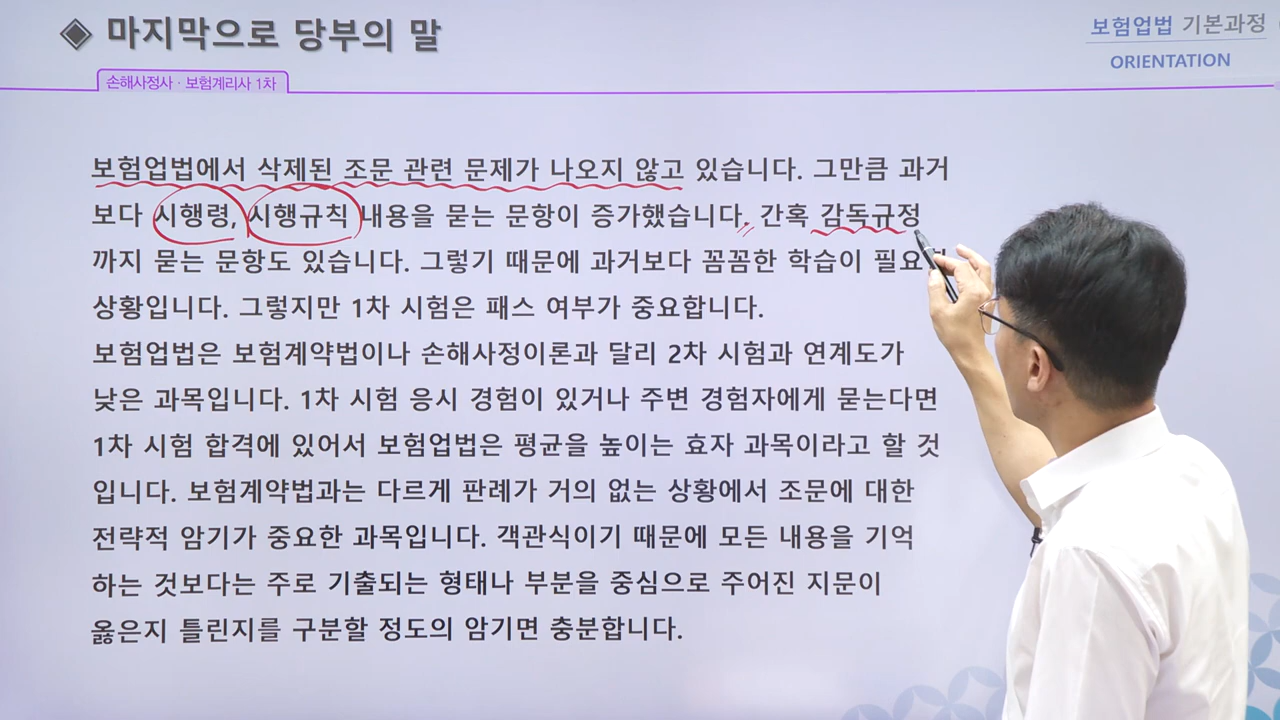 ◈ 마지막으로 당부의 말
보험업법 기본과정
ORIENTATION
손해사정사 · 보험계리사 1차
보험업법에서 삭제된 조문 관련 문제가 나오지 않고 있습니다. 그만큼 과거
보다 시행령, 시행규칙 내용을 묻는 문항이 증가했습니다. 간혹 감독규정
까지 묻는 문항도 있습니다. 그렇기 때문에 과거보다 꼼꼼한 학습이
상황입니다. 그렇지만 1차 시험은 패스 여부가 중요합니다.
보험업법은 보험계약법이나 손해사정이론과 달리 2차 시험과 연계도가
낮은 과목입니다. 1차 시험 응시 경험이 있거나 주변 경험자에게 묻는다면
1차 시험 합격에 있어서 보험업법은 평균을 높이는 효자 과목이라고 할 것
입니다. 보험계약법과는 다르게 판례가 거의 없는 상황에서 조문에 대한
전략적 암기가 중요한 과목입니다. 객관식이기 때문에 모든 내용을 기억
하는 것보다는 주로 기출되는 형태나 부분을 중심으로 주어진 지문이
옳은지 틀린지를 구분할 정도의 암기면 충분합니다.